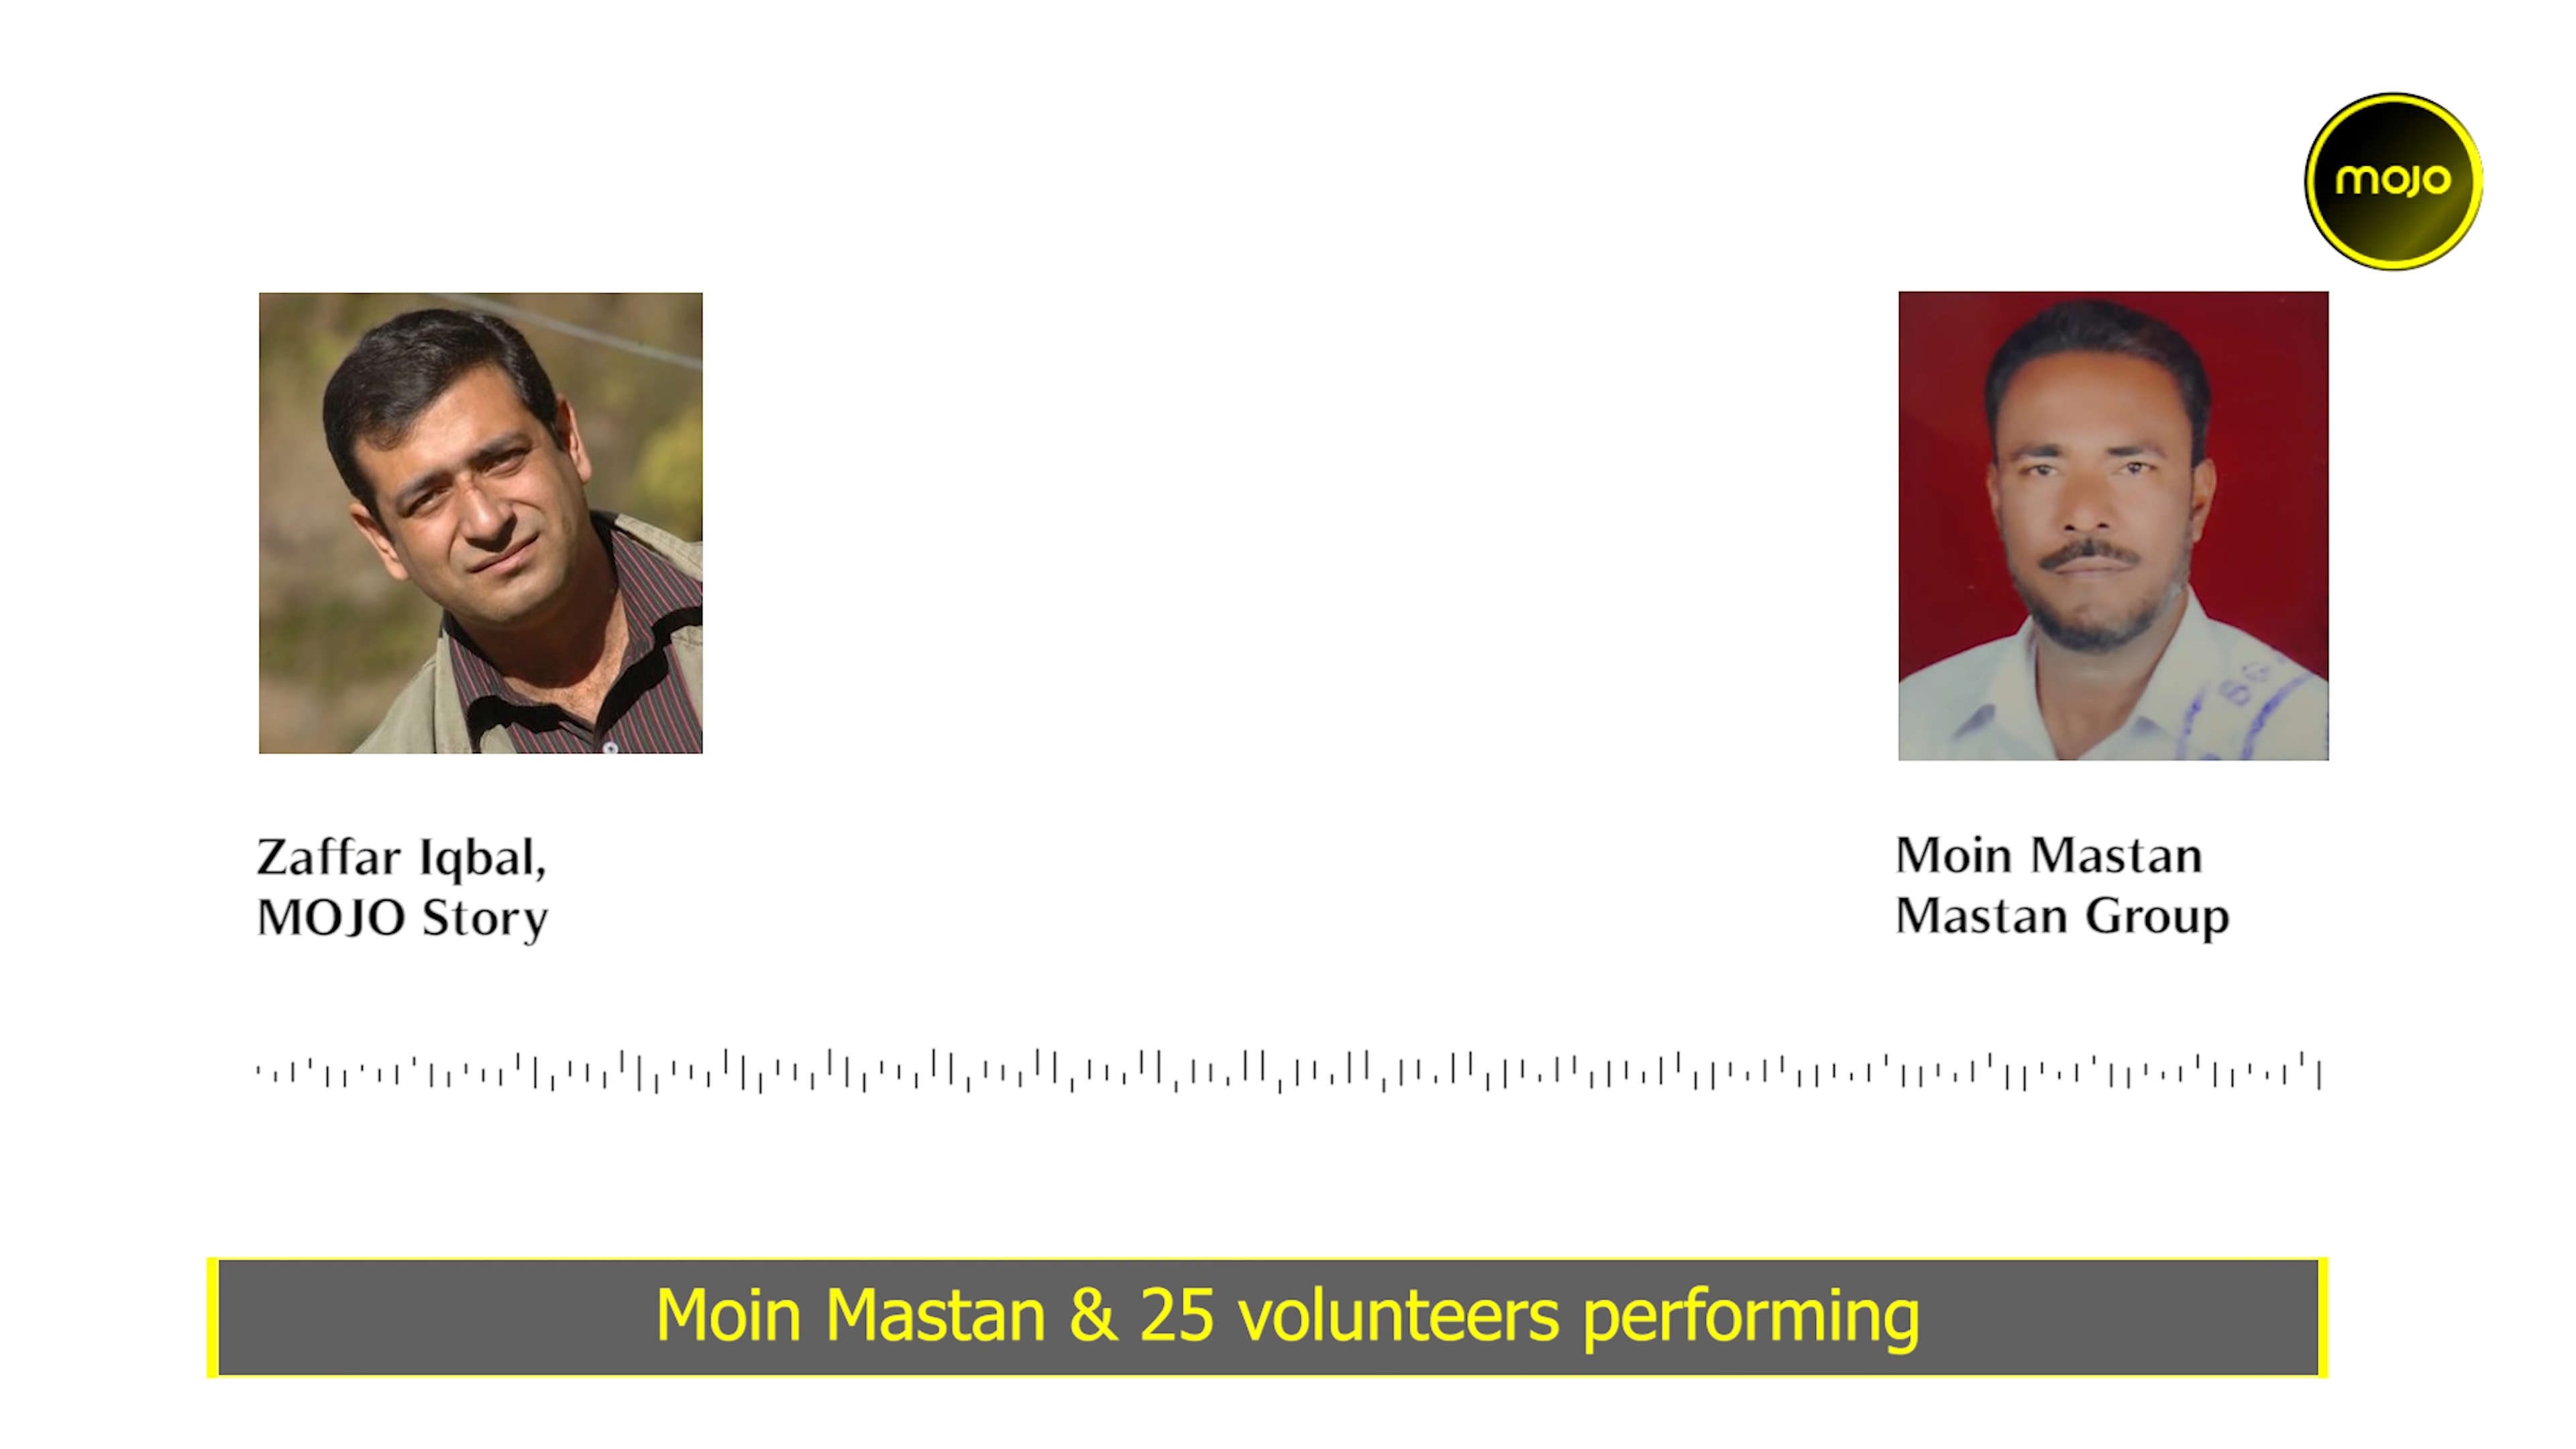 mojo
Zaffar Iqbal,
MOJO Story
Moin Mastan
Mastan Group
Moin Mastan & 25 volunteers performing